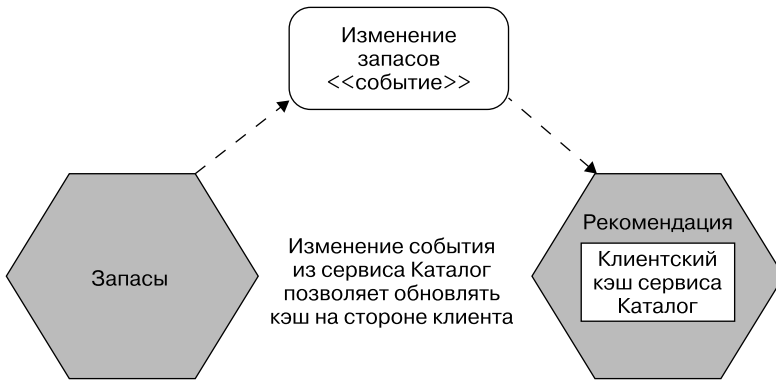 Изменение
запасов
<<событие>>
Запасы
Изменение события
из сервиса Каталог
позволяет обновлять
кэш на стороне клиента
Рекомендация
Клиентский
кэш сервиса
Каталог